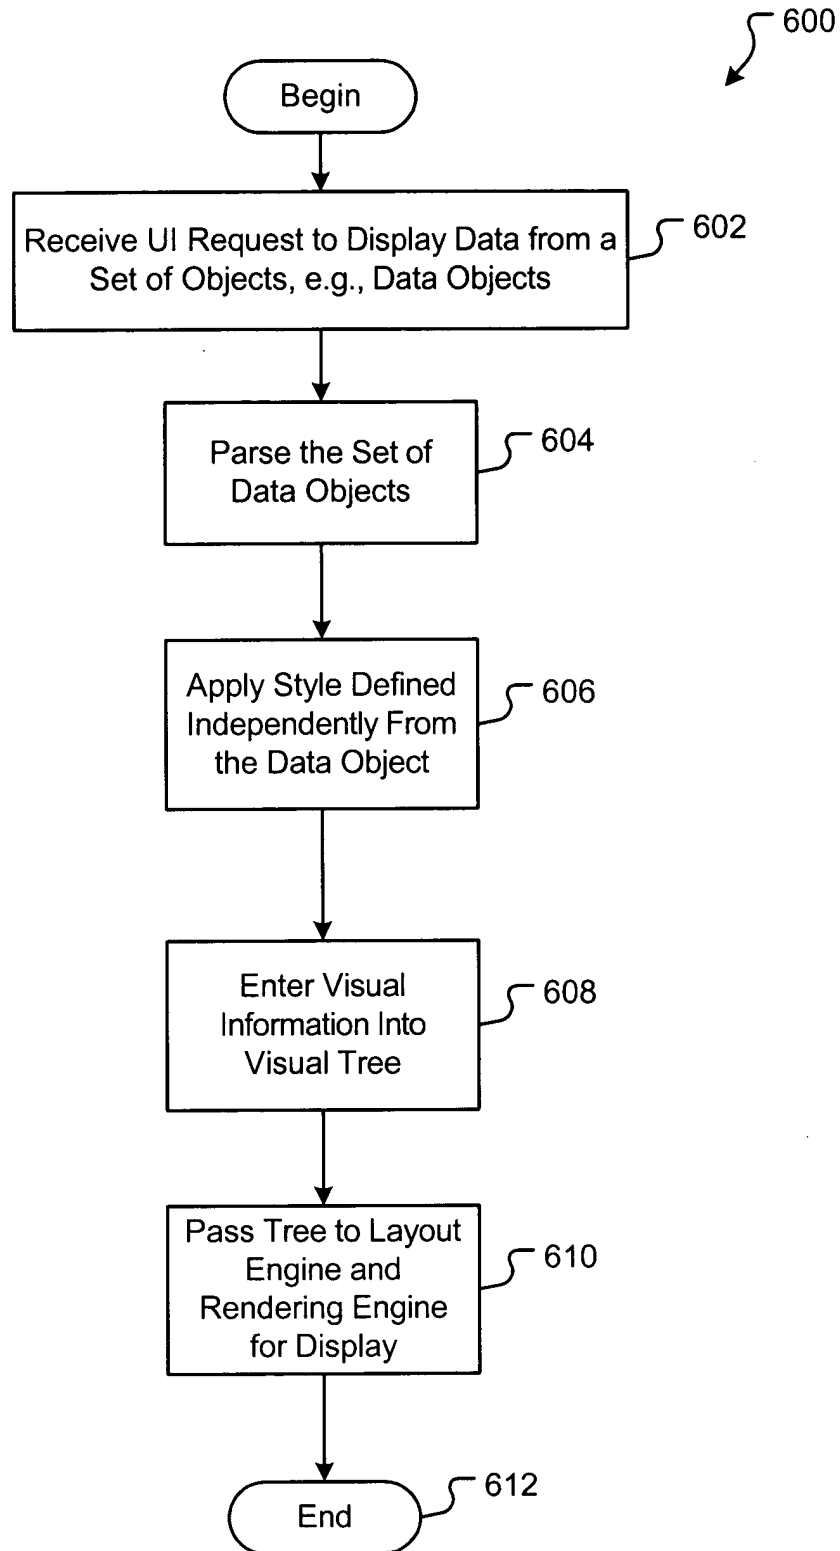 600
Begin
Receive UI Request to Display Data from a
Set of Objects, e.g., Data Objects
602
Parse the Set of
Data Objects
604
Apply Style Defined
Independently From
the Data Object
606
Enter Visual
Information Into
Visual Tree
608
Pass Tree to Layout
Engine and
Rendering Engine
for Display
610
End
612